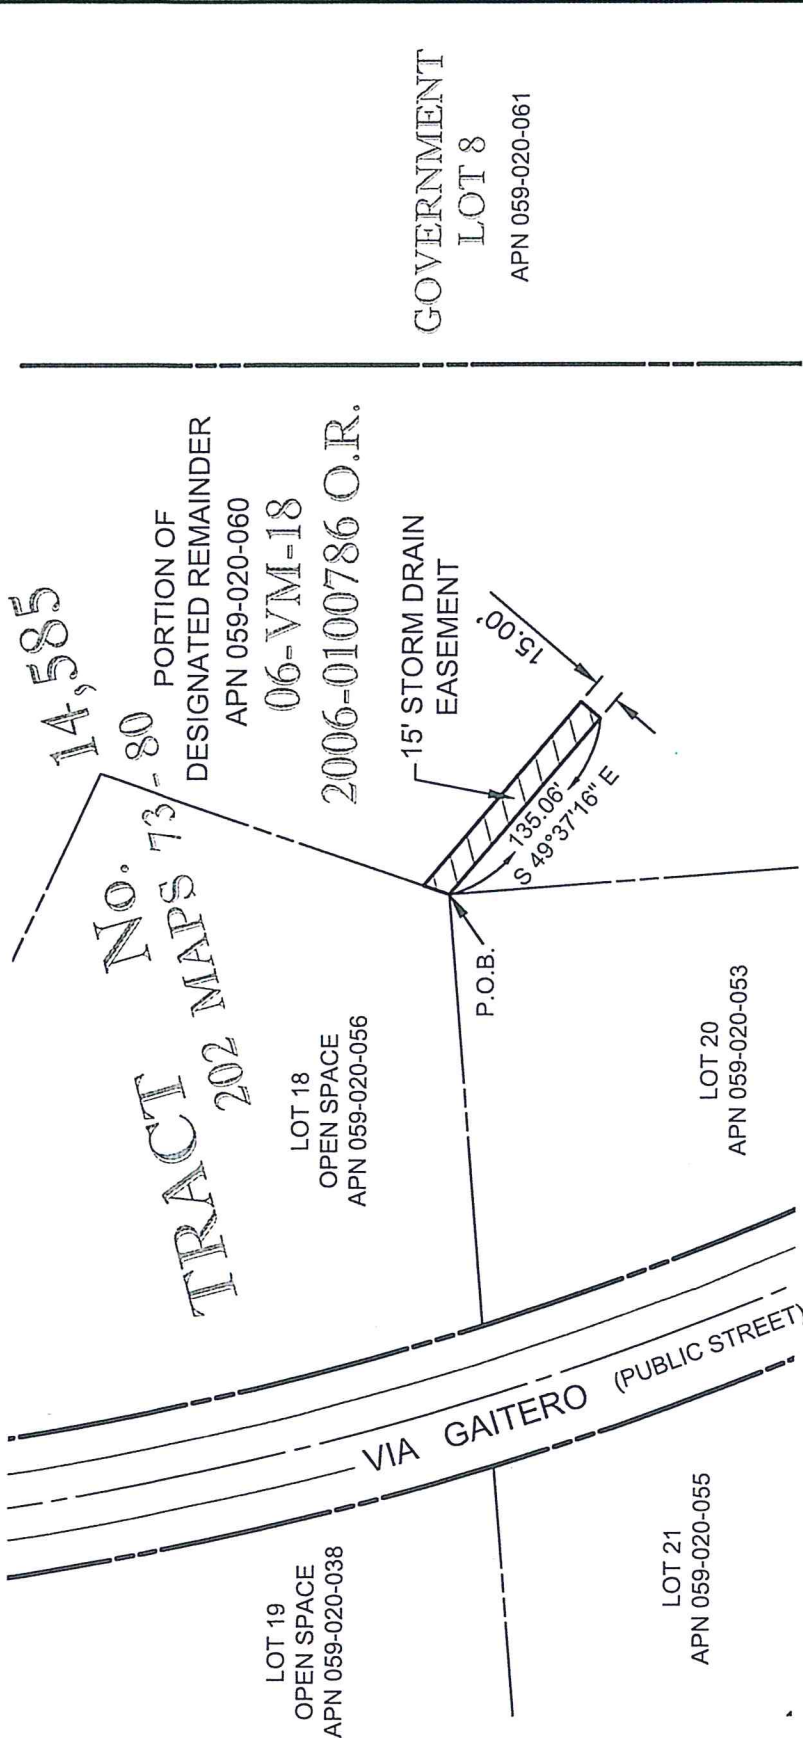 TRACT No. 14,585
202 MAPS 73-80
PORTION OF
DESIGNATED REMAINDER
APN 059-020-060
06-VM-18
2006-0100786 O.R.
GOVERNMENT
LOT 8
APN 059-020-061
15' STORM DRAIN
EASEMENT
15.00'
135.06'
S 49°37'16" E
P.O.B.
LOT 18
OPEN SPACE
APN 059-020-056
LOT 20
APN 059-020-053
VIA GAITERO (PUBLIC STREET)
LOT 19
OPEN SPACE
APN 059-020-038
LOT 21
APN 059-020-055